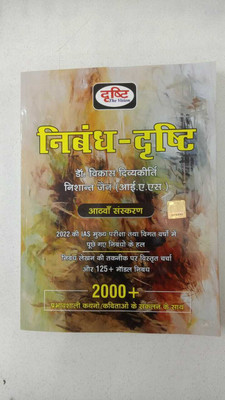 दृष्टि
The Vision
निबंध-दृष्टि
डॉ. विकास दिव्यकीर्ति
निशान्त जैन (आई.ए.एस.)
आठवाँ संस्करण
2022 की IAS मुख्य परीक्षा तथा विगत वर्षों में
पूछे गए निबंधों के हल
निबंध लेखन की तकनीक पर विस्तृत चर्चा
और 125+ मॉडल निबंध
2000+
प्रभावशाली कथनों/कविताओं के संकलन के साथ